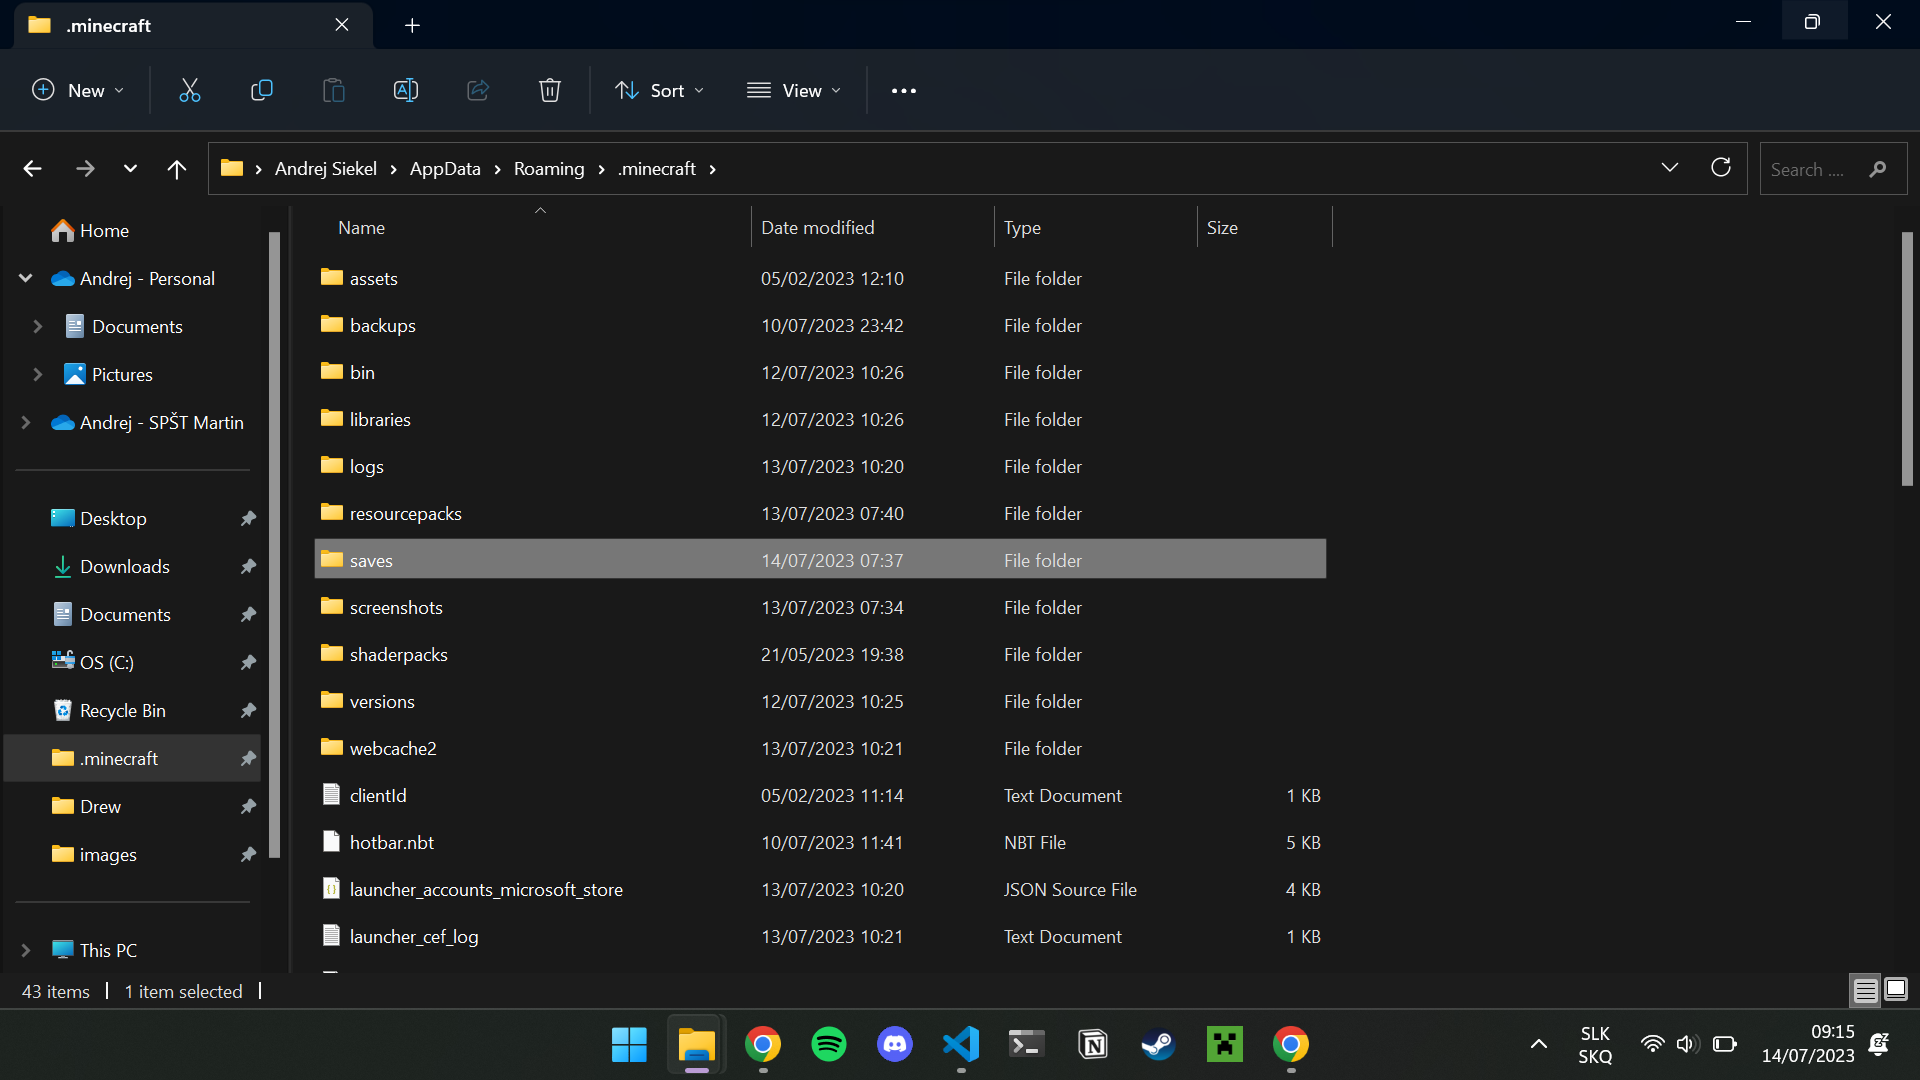 .minecraft
New
Sort
View
Andrej Siekel
AppData
Roaming
.minecraft
Search ....
Home
Andrej - Personal
Documents
Pictures
Andrej - SPŠT Martin
Desktop
Downloads
Documents
OS (C:)
Recycle Bin
.minecraft
Drew
images
This PC
Name Date modified Type Size
assets 05/02/2023 12:10 File folder
backups 10/07/2023 23:42 File folder
bin 12/07/2023 10:26 File folder
libraries 12/07/2023 10:26 File folder
logs 13/07/2023 10:20 File folder
resourcepacks 13/07/2023 07:40 File folder
saves 14/07/2023 07:37 File folder
screenshots 13/07/2023 07:34 File folder
shaderpacks 21/05/2023 19:38 File folder
versions 12/07/2023 10:25 File folder
webcache2 13/07/2023 10:21 File folder
clientId 05/02/2023 11:14 Text Document 1 KB
hotbar.nbt 10/07/2023 11:41 NBT File 5 KB
launcher_accounts_microsoft_store 13/07/2023 10:20 JSON Source File 4 KB
launcher_cef_log 13/07/2023 10:21 Text Document 1 KB
43 items 1 item selected
SLK
SKQ
09:15
14/07/2023